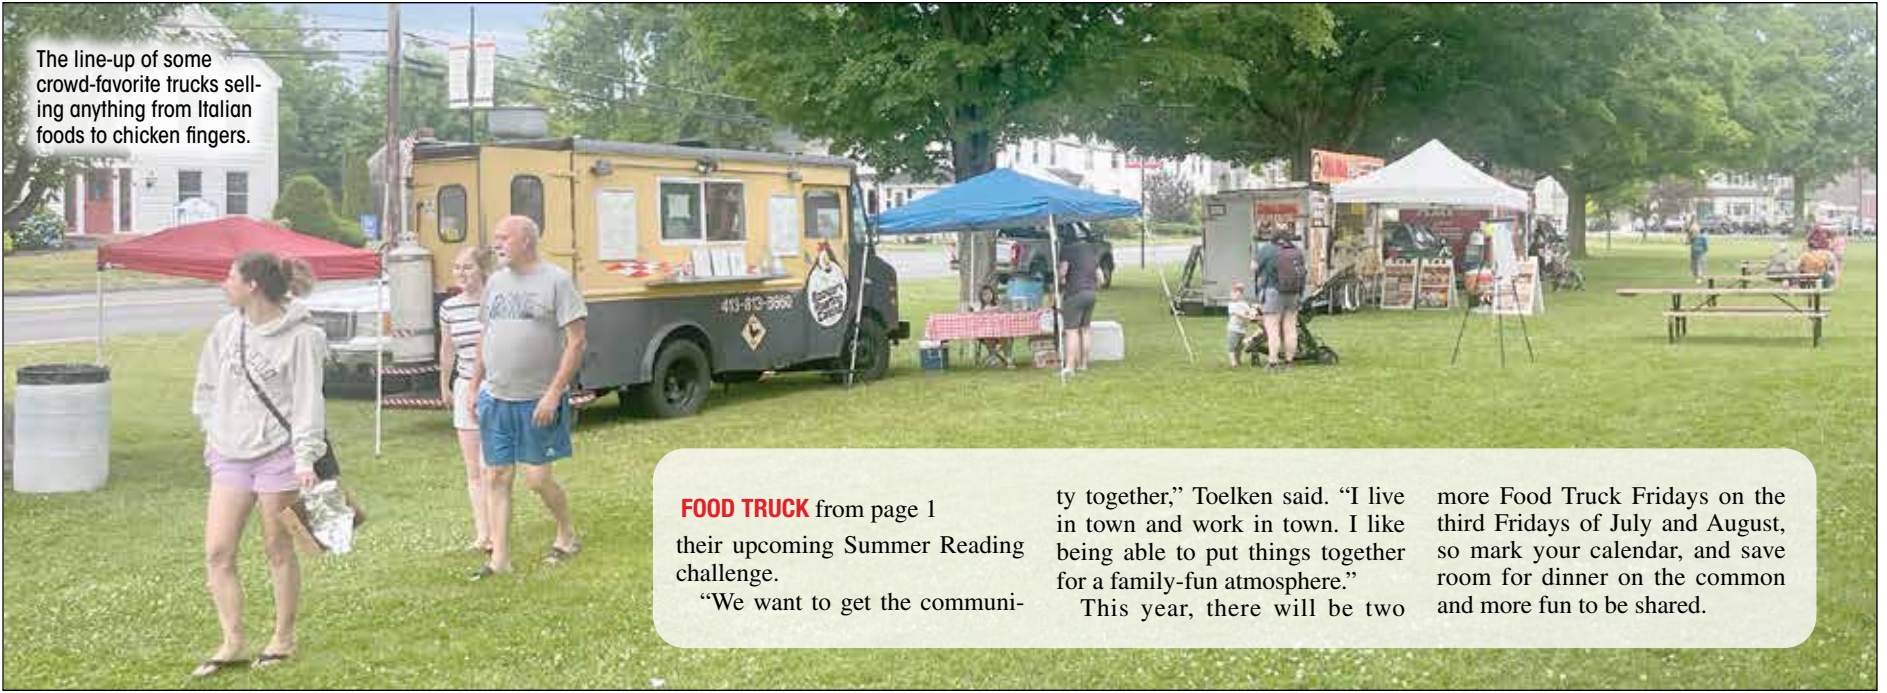 The line-up of some
crowd-favorite trucks sell-
ing anything from Italian
foods to chicken fingers.
413-813-8660
FOOD TRUCK from page 1
their upcoming Summer Reading
challenge.
“We want to get the communi-
ty together,” Toelken said. “I live
in town and work in town. I like
being able to put things together
for a family-fun atmosphere.”
This year, there will be two
more Food Truck Fridays on the
third Fridays of July and August,
so mark your calendar, and save
room for dinner on the common
and more fun to be shared.